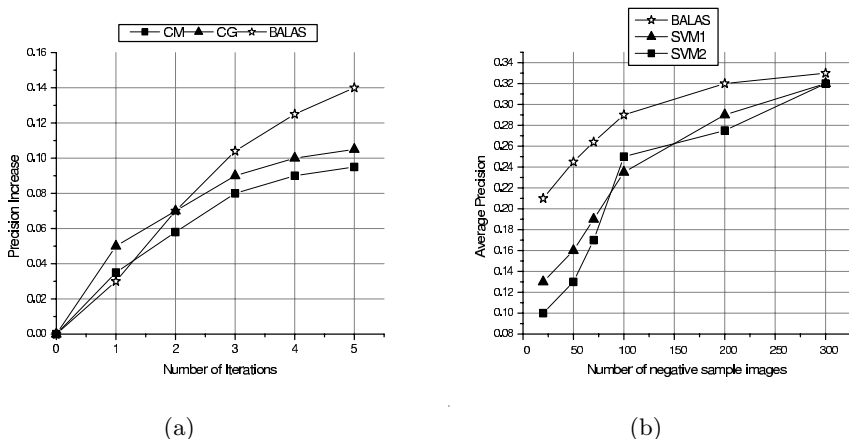 CM CG BALAS
0.16
0.14
0.12
0.10
0.08
0.06
0.04
0.02
0.00
Precision Increase
0 1 2 3 4 5
Number of Iterations
(a)
BALAS
SVM1
SVM2
0.32
0.30
0.28
0.26
0.24
0.22
0.20
0.18
0.16
0.14
0.12
0.10
0.08
Average Precision
0 50 100 150 200 250 300
Number of negative sample images
(b)